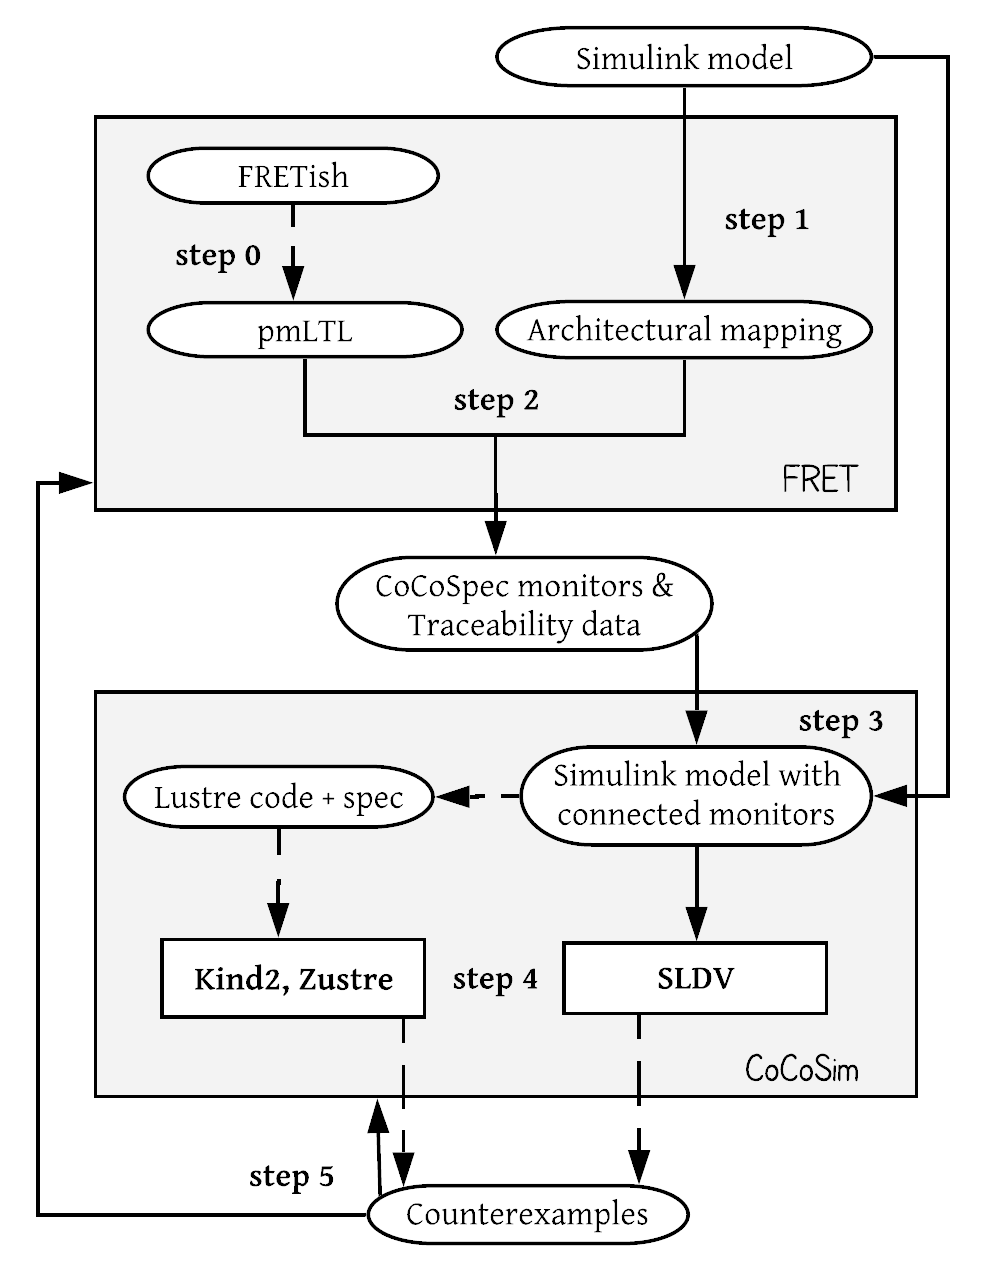 Simulink model
FRETish
step 1
step 0
pmLTL
Architectural mapping
step 2
FRET
CoCoSpec monitors &
Traceability data
step 3
Simulink model with
connected monitors
Lustre code + spec
Kind2, Zustre
step 4
SLDV
CoCoSim
step 5
Counterexamples